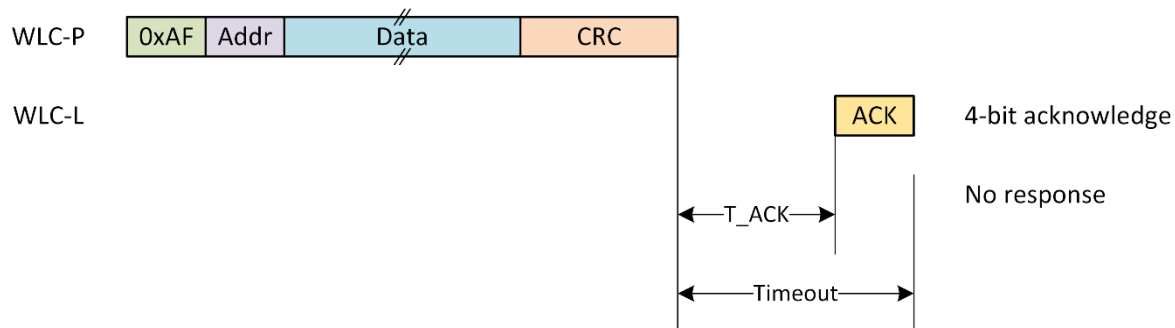 WLC-P 0xAF Addr Data CRC
WLC-L ACK 4-bit acknowledge
No response
T_ACK
Timeout